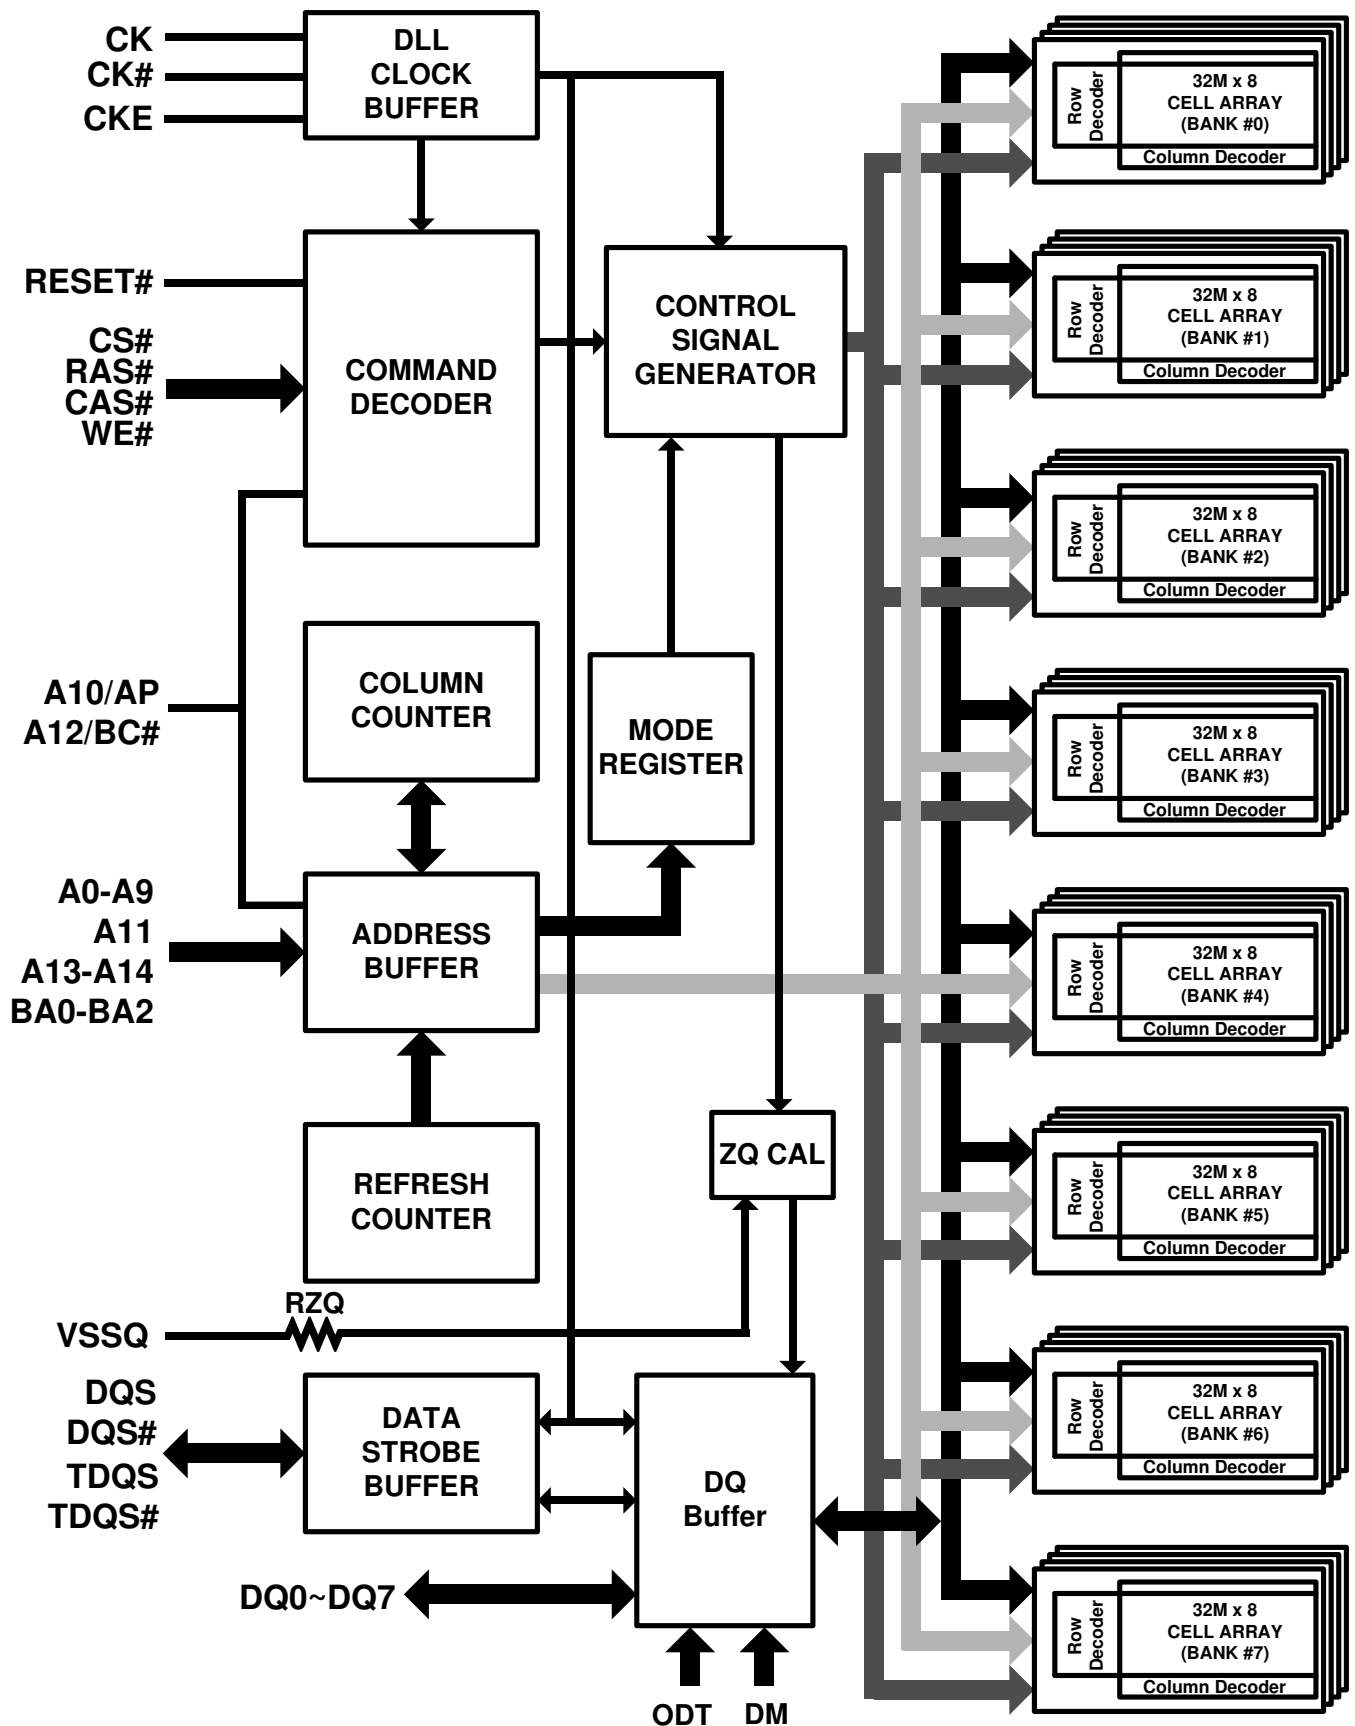 CK
CK#
CKE
DLL
CLOCK
BUFFER
RESET#
CS#
RAS#
CAS#
WE#
COMMAND
DECODER
CONTROL
SIGNAL
GENERATOR
A10/AP
A12/BC#
COLUMN
COUNTER
MODE
REGISTER
A0-A9
A11
A13-A14
BA0-BA2
ADDRESS
BUFFER
REFRESH
COUNTER
ZQ CAL
RZQ
VSSQ
DQS
DQS#
TDQS
TDQS#
DATA
STROBE
BUFFER
DQ
Buffer
DQ0~DQ7
ODT
DM
Row
Decoder
32M x 8
CELL ARRAY
(BANK #0)
Column Decoder
Row
Decoder
32M x 8
CELL ARRAY
(BANK #1)
Column Decoder
Row
Decoder
32M x 8
CELL ARRAY
(BANK #2)
Column Decoder
Row
Decoder
32M x 8
CELL ARRAY
(BANK #3)
Column Decoder
Row
Decoder
32M x 8
CELL ARRAY
(BANK #4)
Column Decoder
Row
Decoder
32M x 8
CELL ARRAY
(BANK #5)
Column Decoder
Row
Decoder
32M x 8
CELL ARRAY
(BANK #6)
Column Decoder
Row
Decoder
32M x 8
CELL ARRAY
(BANK #7)
Column Decoder